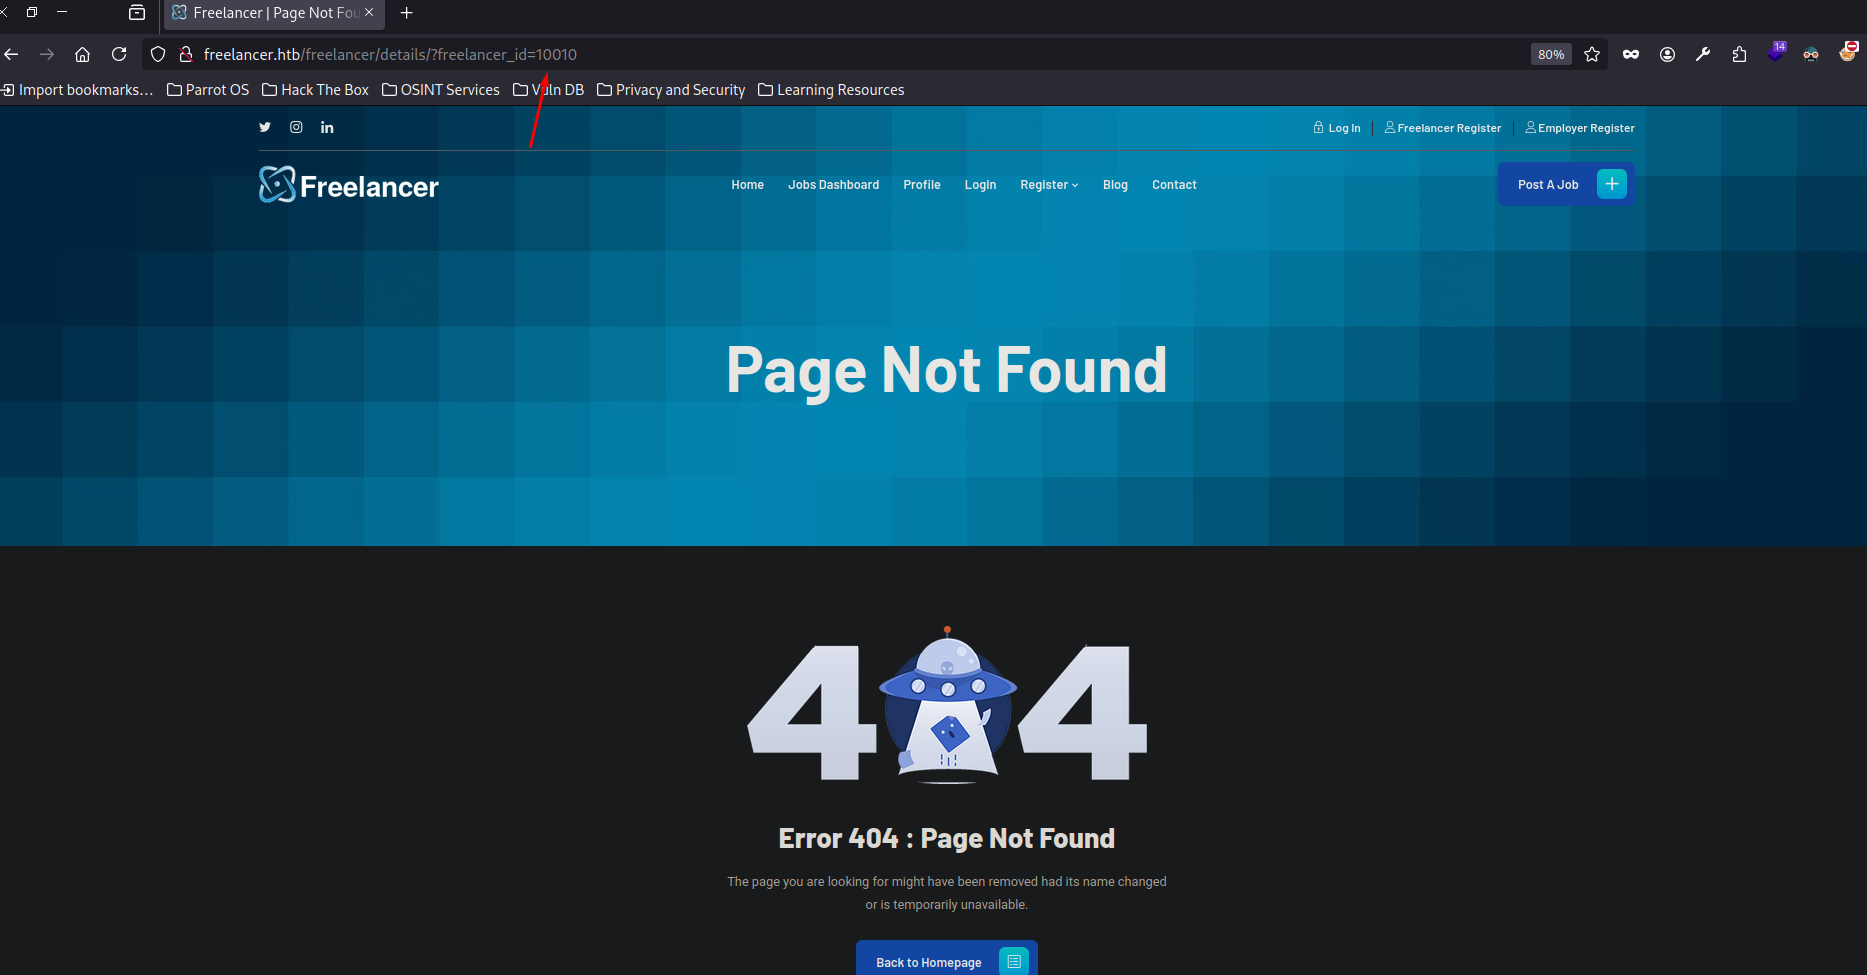 Freelancer | Page Not Fou
freelancer.htb/freelancer/details/?freelancer_id=10010
80%
14
Import bookmarks...
Parrot OS
Hack The Box
OSINT Services
Vuln DB
Privacy and Security
Learning Resources
Log In
Freelancer Register
Employer Register
Freelancer
Home
Jobs Dashboard
Profile
Login
Register
Blog
Contact
Post A Job
Page Not Found
404
Error 404 : Page Not Found
The page you are looking for might have been removed had its name changed
or is temporarily unavailable.
Back to Homepage